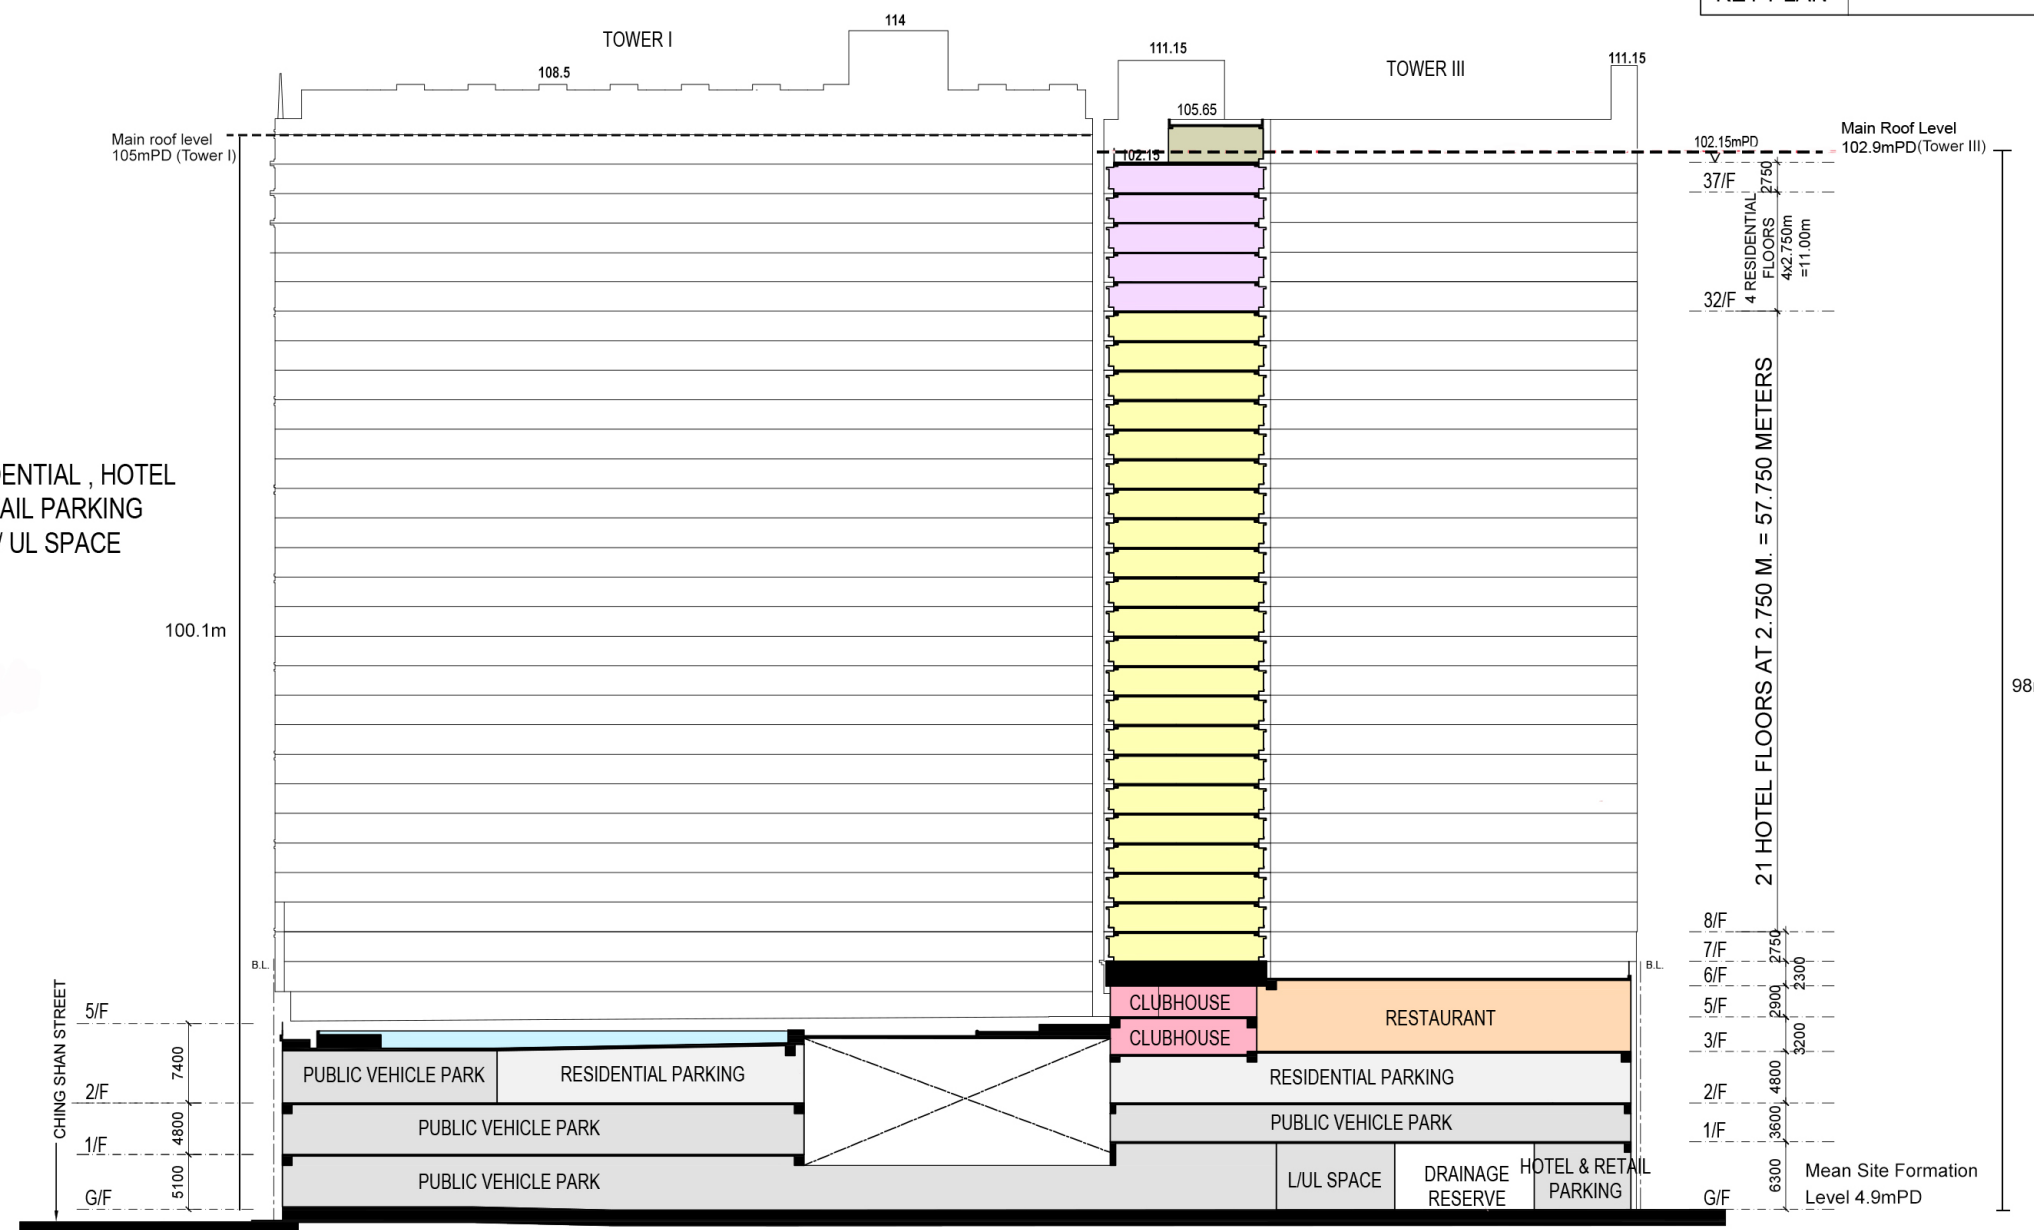 114
TOWER I
108.5
111.15
TOWER III
111.15
105.65
Main roof level
105mPD (Tower I)
102.15
102.15mPD
Main Roof Level
102.9mPD(Tower III)
37/F
2750
4 RESIDENTIAL
FLOORS
4x2.750m
=11.00m
32/F
, HOTEL
PARKING
UL SPACE
100.1m
21 HOTEL FLOORS AT 2.750 M. = 57.750 METERS
8/F
7/F
2750
6/F
2300
5/F
2900
3/F
3200
2/F
4800
1/F
3600
G/F
6300
B.L.
B.L.
CHING SHAN STREET
5/F
7400
2/F
4800
1/F
5100
G/F
CLUBHOUSE
CLUBHOUSE
RESTAURANT
PUBLIC VEHICLE PARK
RESIDENTIAL PARKING
RESIDENTIAL PARKING
PUBLIC VEHICLE PARK
PUBLIC VEHICLE PARK
PUBLIC VEHICLE PARK
L/UL SPACE
DRAINAGE
RESERVE
HOTEL & RETAIL
PARKING
Mean Site Formation
Level 4.9mPD